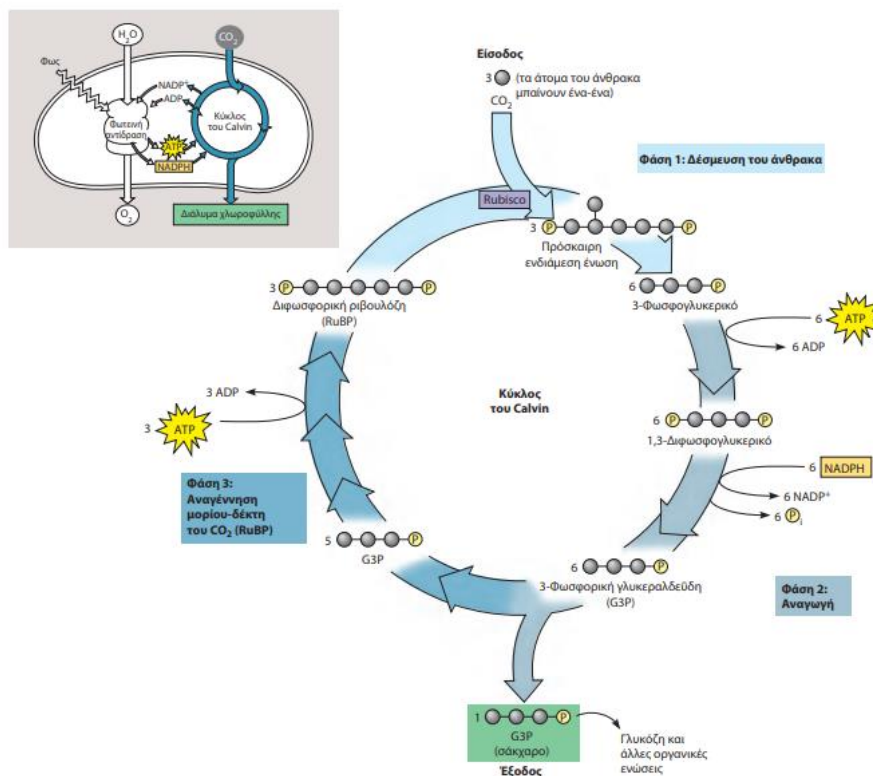 H₂O
CO₂
Φως
NADP⁺
ADP
Φωτεινή
αντίδραση
Κύκλος
του Calvin
ATP
NADPH
O₂
Διάλυμα χλωροφύλλης
Είσοδος
3 (τα άτομα του άνθρακα
μπαίνουν ένα-ένα)
CO₂
Φάση 1: Δέσμευση του άνθρακα
Rubisco
3 P P
Πρόσκαιρη
ενδιάμεση ένωση
3 P P
Διφωσφορική ριβουλόζη
(RuBP)
6 P
3-Φωσφογλυκερικό
6 ATP
6 ADP
Κύκλος
του Calvin
3 ADP
3 ATP
6 P P
1,3-Διφωσφογλυκερικό
6 NADPH
6 NADP⁺
6 Pᵢ
Φάση 3:
Αναγέννηση
μορίου-δέκτη
του CO₂ (RuBP)
5 P
G3P
6 P
3-Φωσφορική γλυκεραλδεΰδη
(G3P)
Φάση 2:
Αναγωγή
1 P
G3P
(σάκχαρο)
Έξοδος
Γλυκόζη και
άλλες οργανικές
ενώσεις